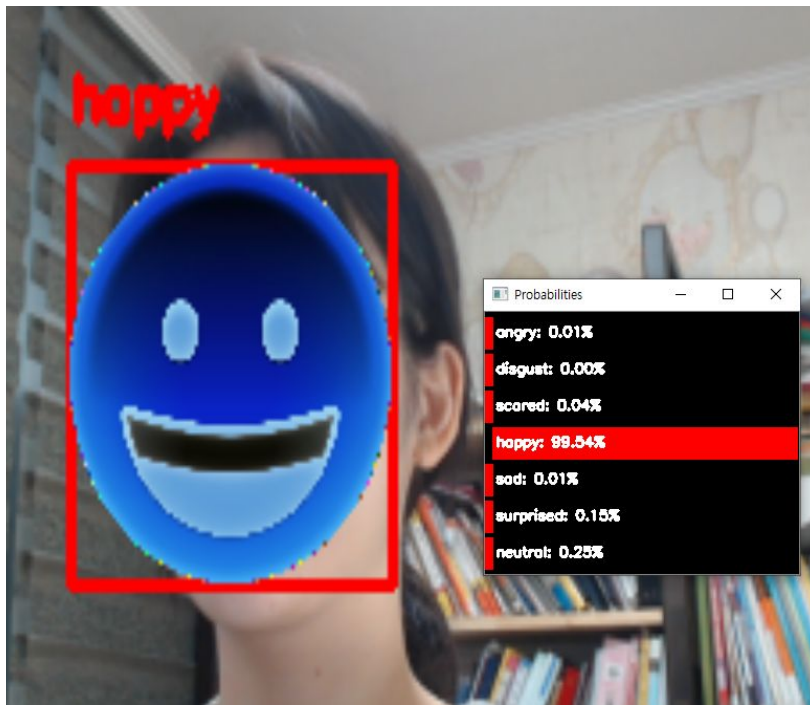 happy
Probabilities
angry: 0.01%
disgust: 0.00%
scared: 0.04%
happy: 99.54%
sad: 0.01%
surprised: 0.15%
neutral: 0.25%